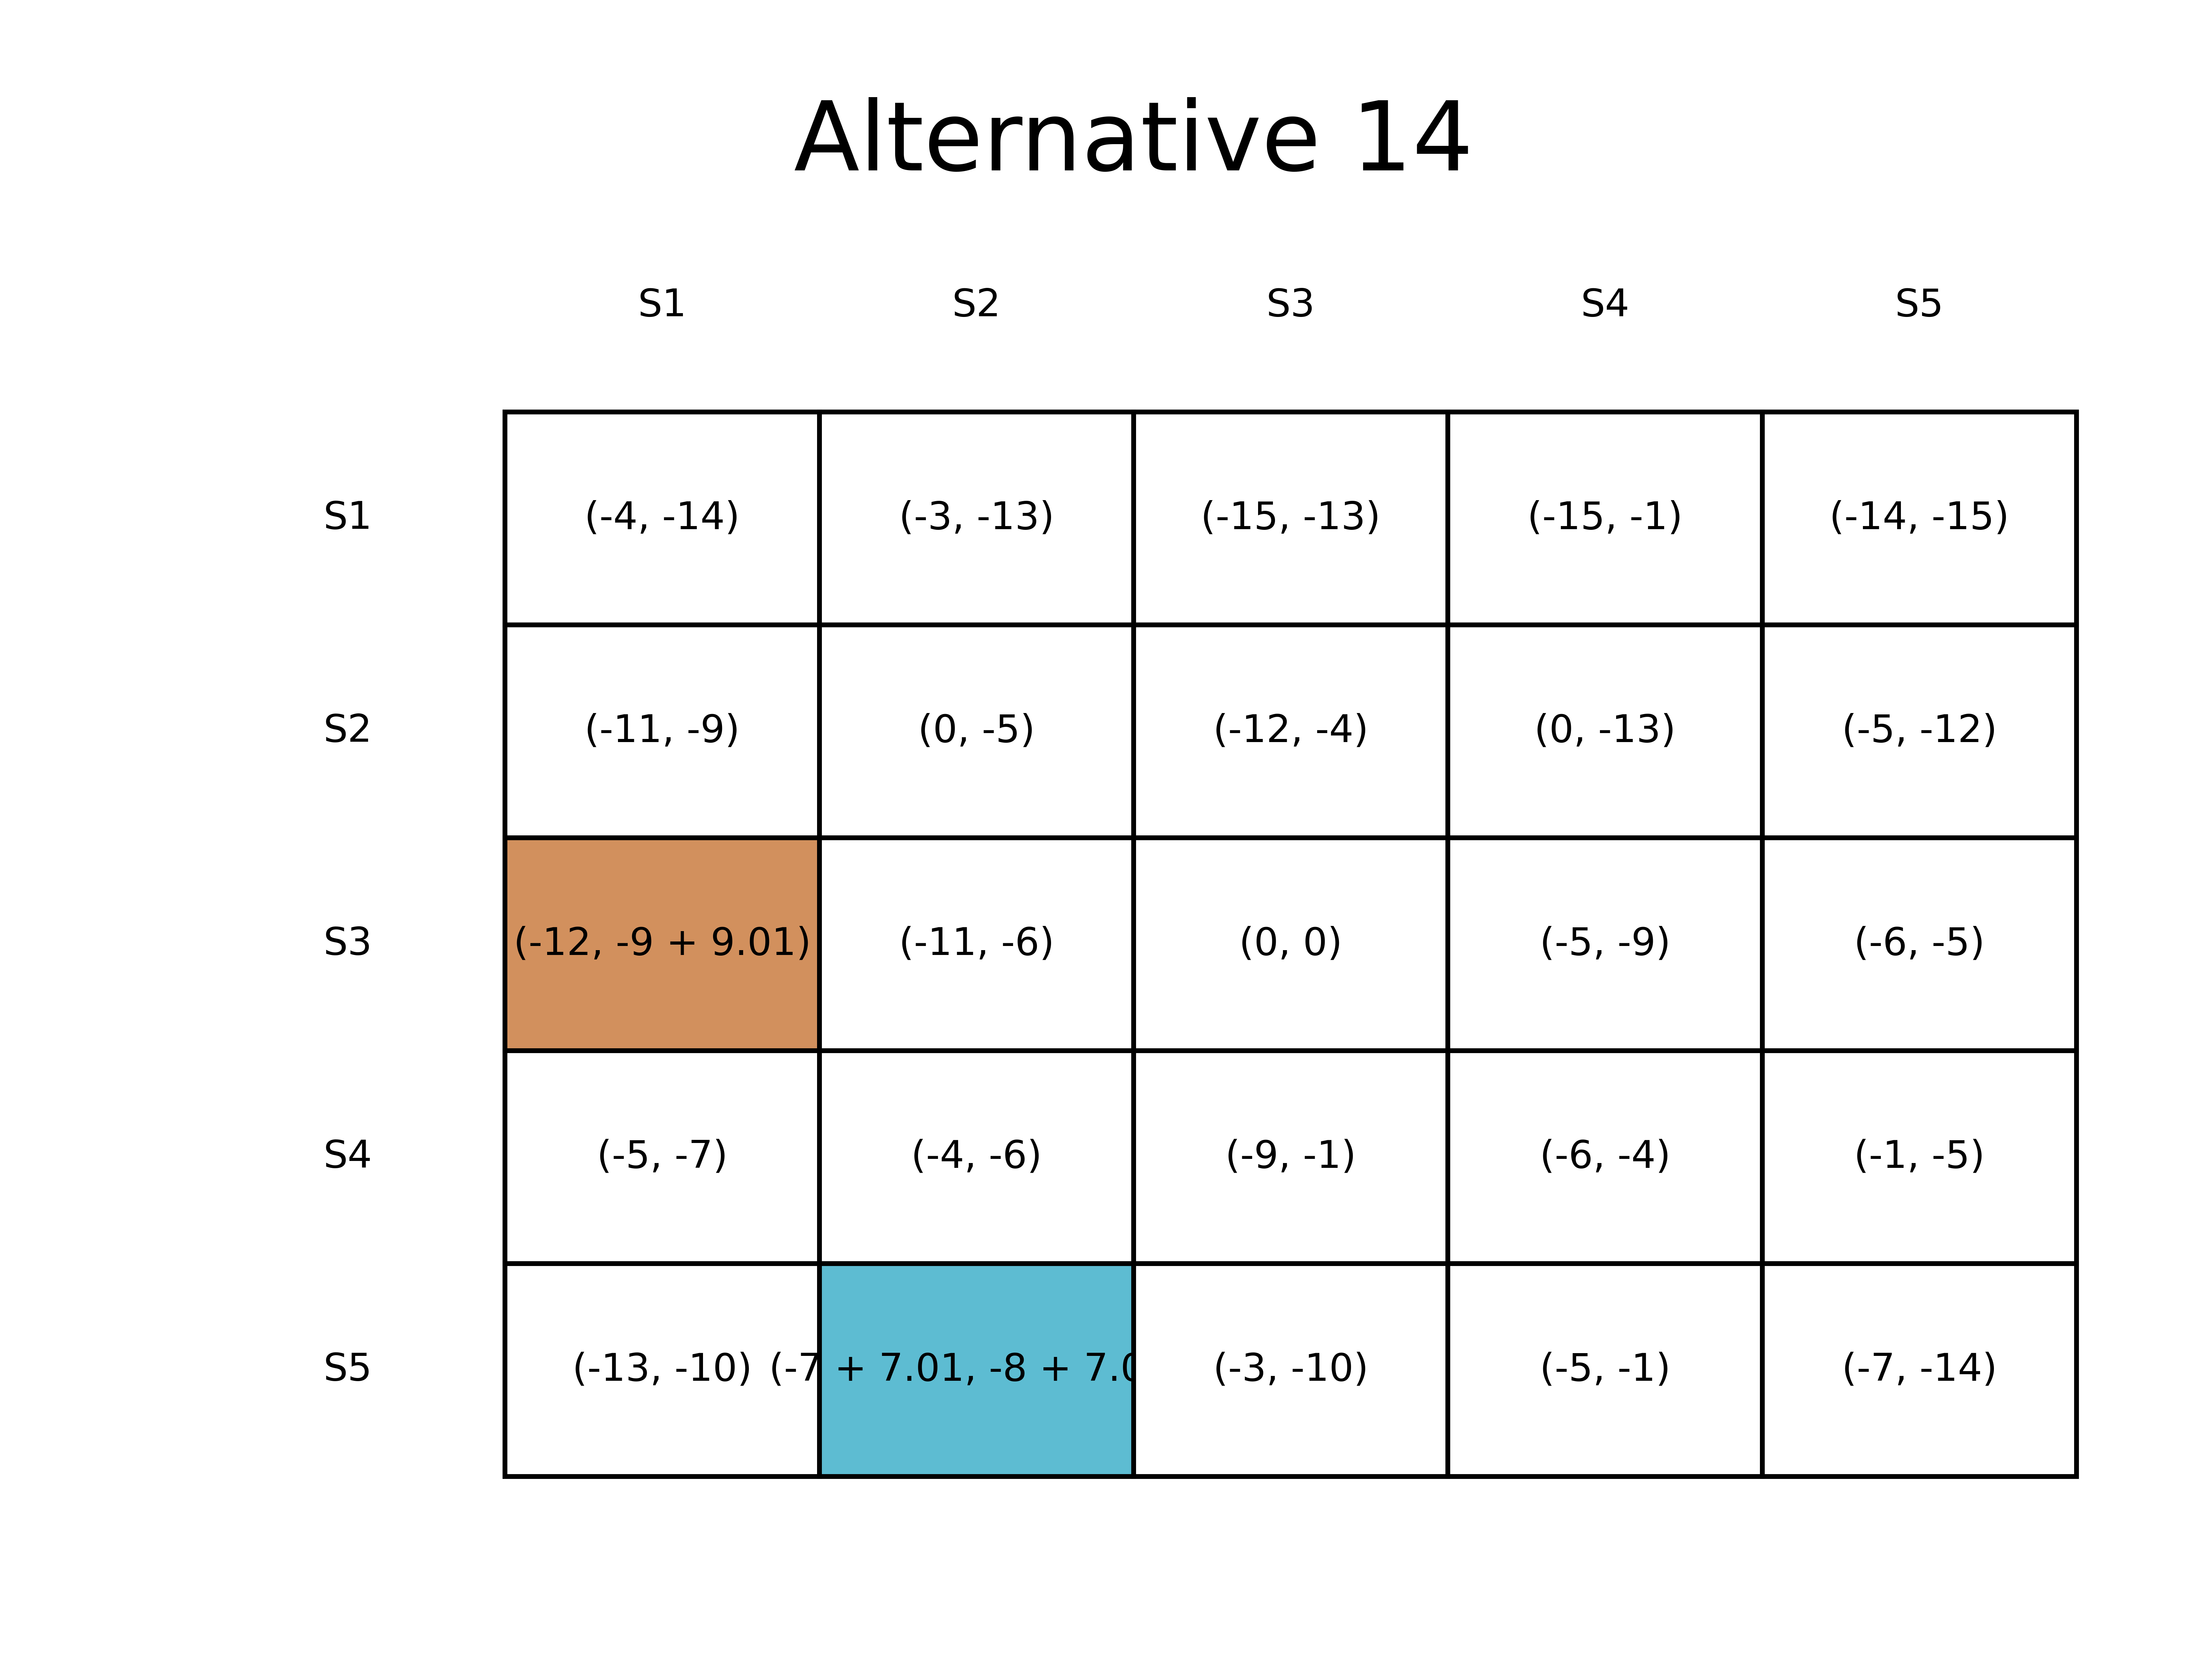 Alternative 14
S1 S2 S3 S4 S5
S1 (-4, -14) (-3, -13) (-15, -13) (-15, -1) (-14, -15)
S2 (-11, -9) (0, -5) (-12, -4) (0, -13) (-5, -12)
S3 (-12, -9 + 9.01) (-11, -6) (0, 0) (-5, -9) (-6, -5)
S4 (-5, -7) (-4, -6) (-9, -1) (-6, -4) (-1, -5)
S5 (-13, -10) (-7 + 7.01, -8 + 7.0 (-3, -10) (-5, -1) (-7, -14)